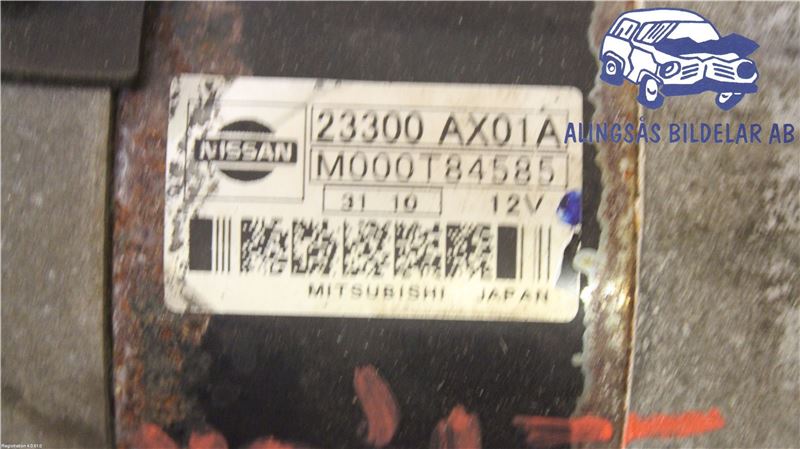 NISSAN
23300 AX01A
M000T84585
31 10
12V
MITSUBISHI JAPAN
ALINGSÅS BILDELAR AB